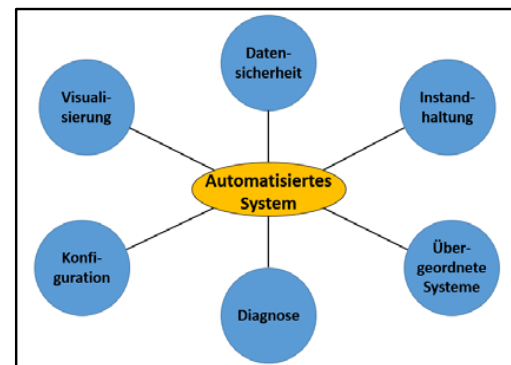 Daten-
sicherheit
Visuali-
sierung
Instand-
haltung
Automatisiertes
System
Konfi-
guration
Über-
geordnete
Systeme
Diagnose